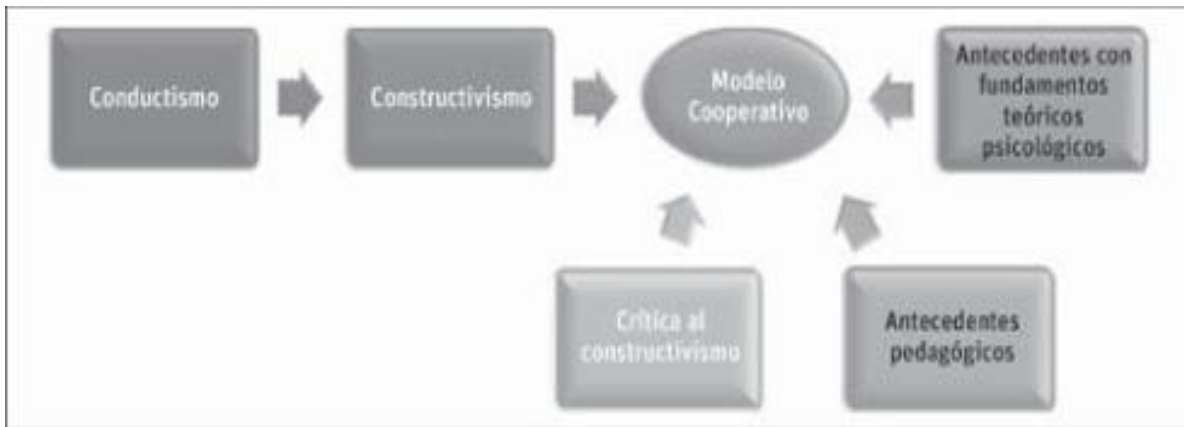 Conductismo
Constructivismo
Modelo
Cooperativo
Antecedentes con
fundamentos
teóricos
psicológicos
Crítica al
constructivismo
Antecedentes
pedagógicos